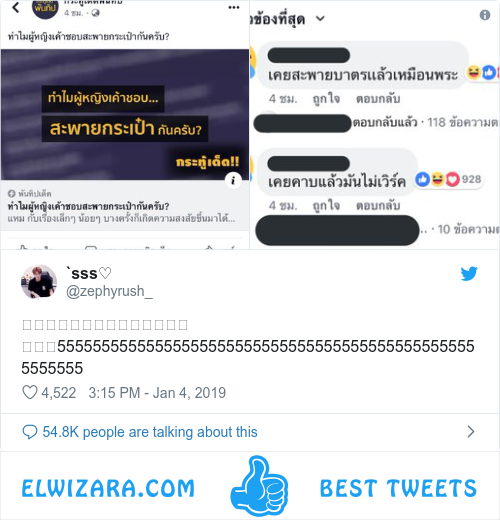 พันทิป
4 ชม. ·
ทำไมผู้หญิงเค้าชอบสะพายกระเป๋ากันครับ?
ทำไมผู้หญิงเค้าชอบ...
สะพายกระเป๋า กันครับ?
กระทู้เด็ด!!
พันทิปเด็ด
ทำไมผู้หญิงเค้าชอบสะพายกระเป๋ากันครับ?
แหม กับเรื่องเล็กๆ น้อยๆ บางครั้งก็เกิดความสงสัยขึ้นมาได้...
ข้องที่สุด
เคยสะพายบาตรแล้วเหมือนพระ
4 ชม. ถูกใจ ตอบกลับ
ตอบกลับแล้ว · 118 ข้อความต
เคยคาบแล้วมันไม่เวิร์ค
928
4 ชม. ถูกใจ ตอบกลับ
.. · 10 ข้อความต
`sss♡
@zephyrush_
5555555555555555555555555555555555555555555555
5555555
4,522 3:15 PM - Jan 4, 2019
54.8K people are talking about this
ELWIZARA.COM
BEST TWEETS